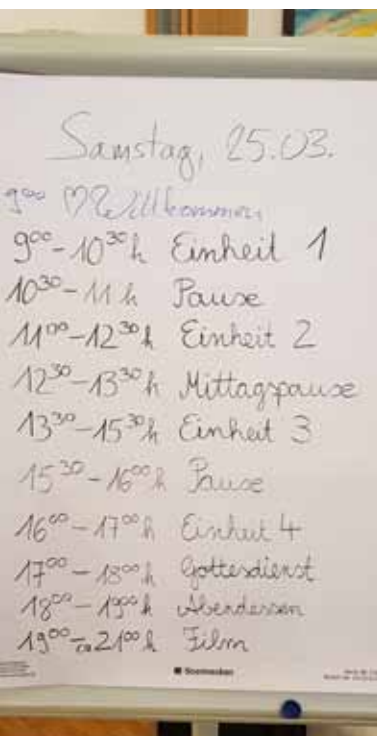 Samstag, 25.03.
9⁰⁰ ♡Willkommen
9⁰⁰-10³⁰h Einheit 1
10³⁰-11h Pause
11⁰⁰-12³⁰h Einheit 2
12³⁰-13³⁰h Mittagspause
13³⁰-15³⁰h Einheit 3
15³⁰-16⁰⁰h Pause
16⁰⁰-17⁰⁰h Einheit 4
17⁰⁰-18⁰⁰h Gottesdienst
18⁰⁰-19⁰⁰h Abendessen
19⁰⁰-ca 21⁰⁰h Film